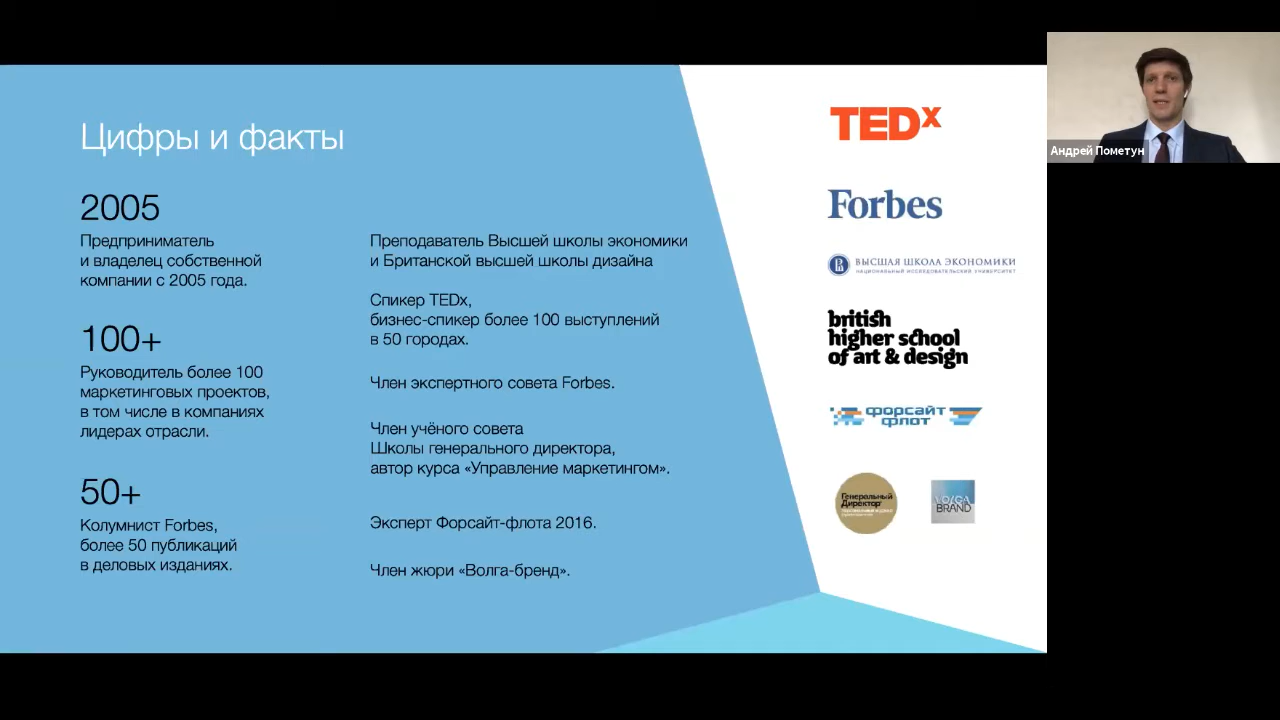 Цифры и факты
2005
Предприниматель
и владелец собственной
компании с 2005 года.
100+
Руководитель более 100
маркетинговых проектов,
в том числе в компаниях
лидерах отрасли.
50+
Колумнист Forbes,
более 50 публикаций
в деловых изданиях.
Преподаватель Высшей школы экономики
и Британской высшей школы дизайна
Спикер TEDx,
бизнес-спикер более 100 выступлений
в 50 городах.
Член экспертного совета Forbes.
Член учёного совета
Школы генерального директора,
автор курса «Управление маркетингом».
Эксперт Форсайт-флота 2016.
Член жюри «Волга-бренд».
TEDx
Forbes
ВЫСШАЯ ШКОЛА ЭКОНОМИКИ
НАЦИОНАЛЬНЫЙ ИССЛЕДОВАТЕЛЬСКИЙ УНИВЕРСИТЕТ
british
higher school
of art & design
форсайт
флот
Генеральный
Директор
VOLGA
BRAND
Андрей Пометун